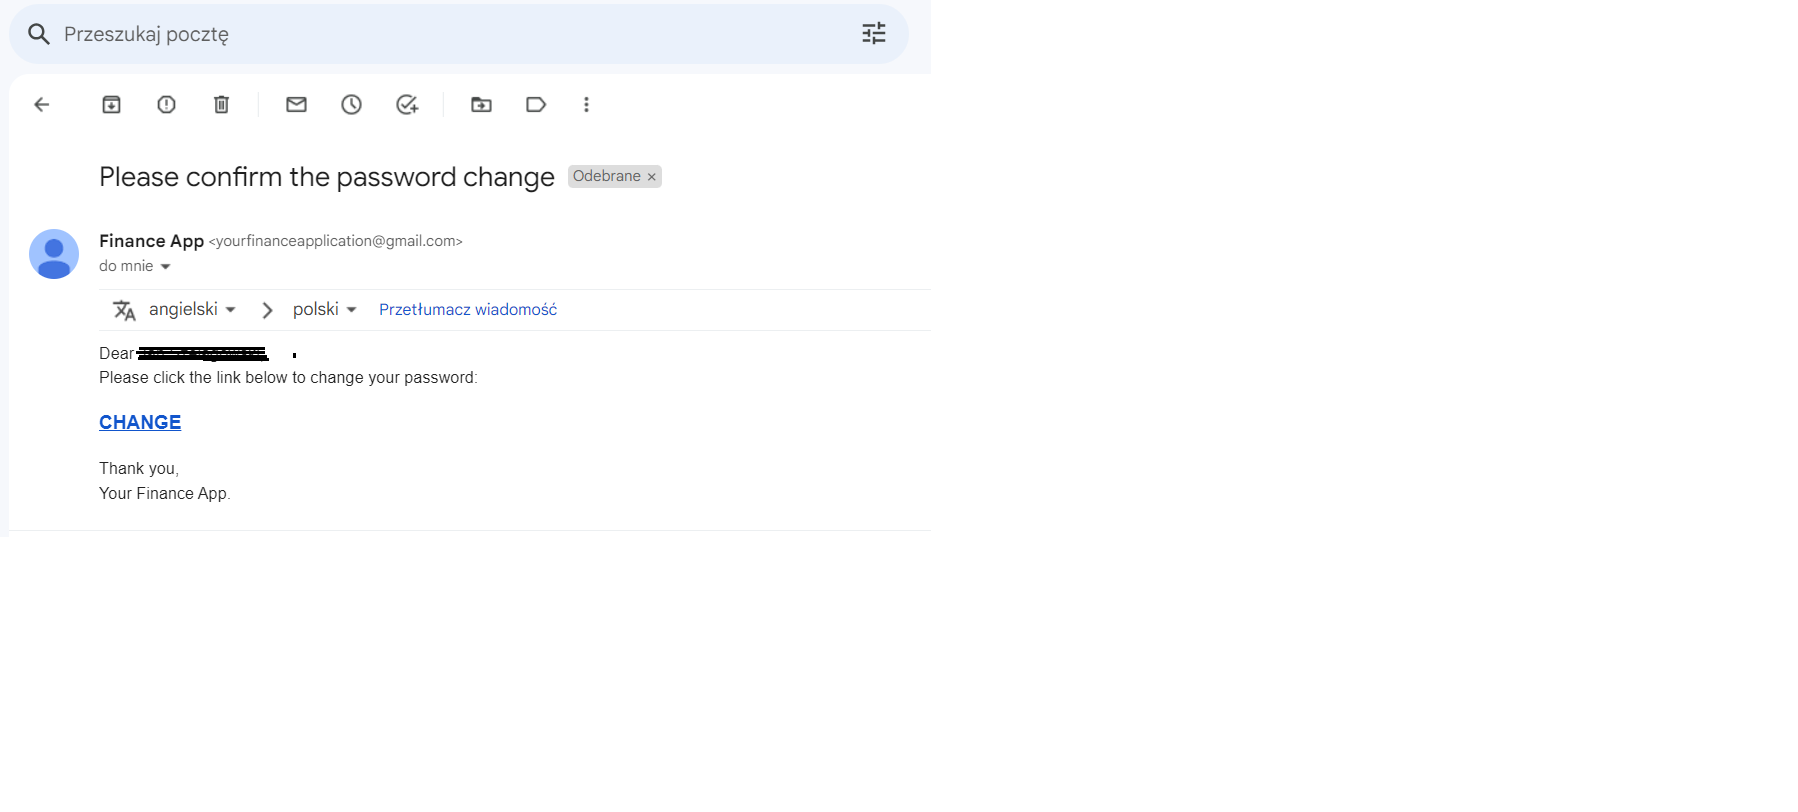 Przeszukaj pocztę
Please confirm the password change Odebrane ×
Finance App <yourfinanceapplication@gmail.com>
do mnie
angielski > polski Przetłumacz wiadomość
Dear
Please click the link below to change your password:
CHANGE
Thank you,
Your Finance App.